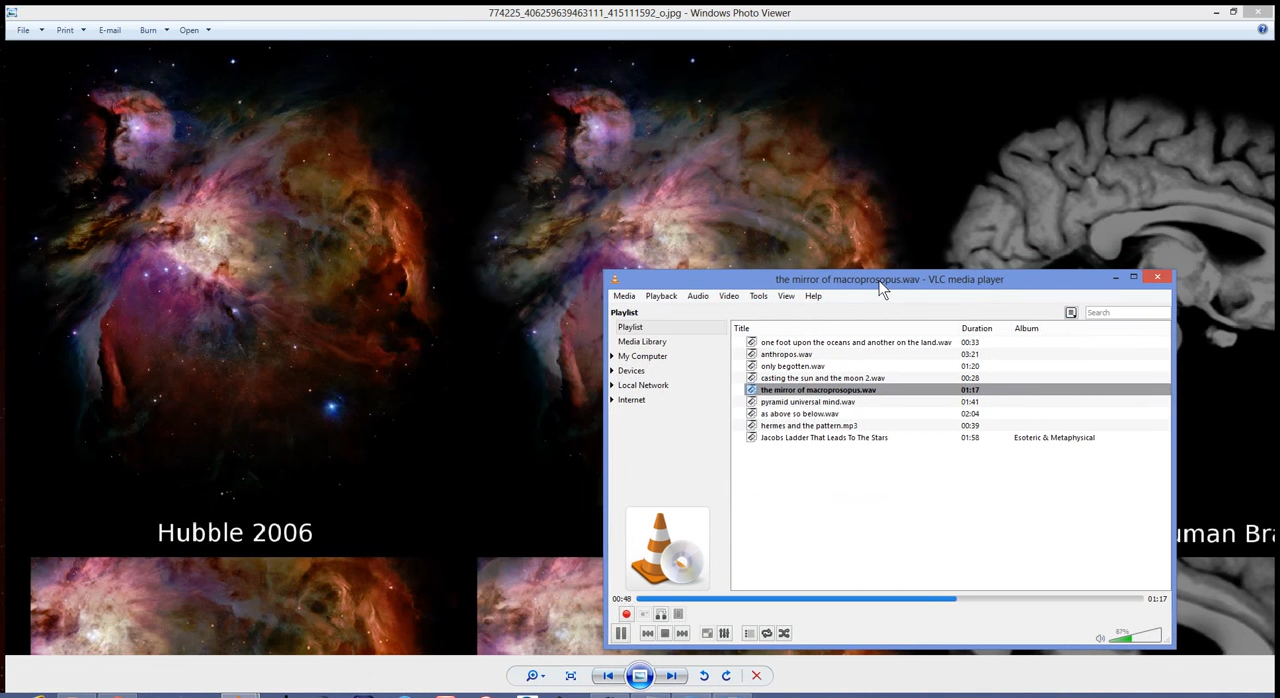 774225_406259639463111_415111592_o.jpg - Windows Photo Viewer
File Print E-mail Burn Open
the mirror of macroprosopus.wav - VLC media player
Media Playback Audio Video Tools View Help
Playlist
Search
Playlist
Media Library
My Computer
Devices
Local Network
Internet
Title Duration Album
one foot upon the oceans and another on the land.wav 00:33
anthropos.wav 03:21
only begotten.wav 01:20
casting the sun and the moon 2.wav 00:28
the mirror of macroprosopus.wav 01:17
pyramid universal mind.wav 01:41
as above so below.wav 02:04
hermes and the pattern.mp3 00:39
Jacobs Ladder That Leads To The Stars 01:58 Esoteric & Metaphysical
Hubble 2006
uman Bra
00:48 01:17
87%